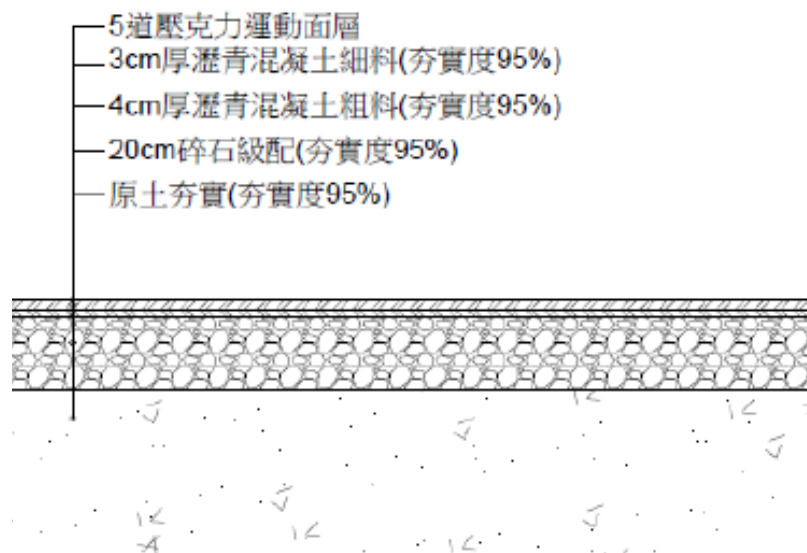 5道壓克力運動面層
3cm厚瀝青混凝土細料(夯實度95%)
4cm厚瀝青混凝土粗料(夯實度95%)
20cm碎石級配(夯實度95%)
原土夯實(夯實度95%)